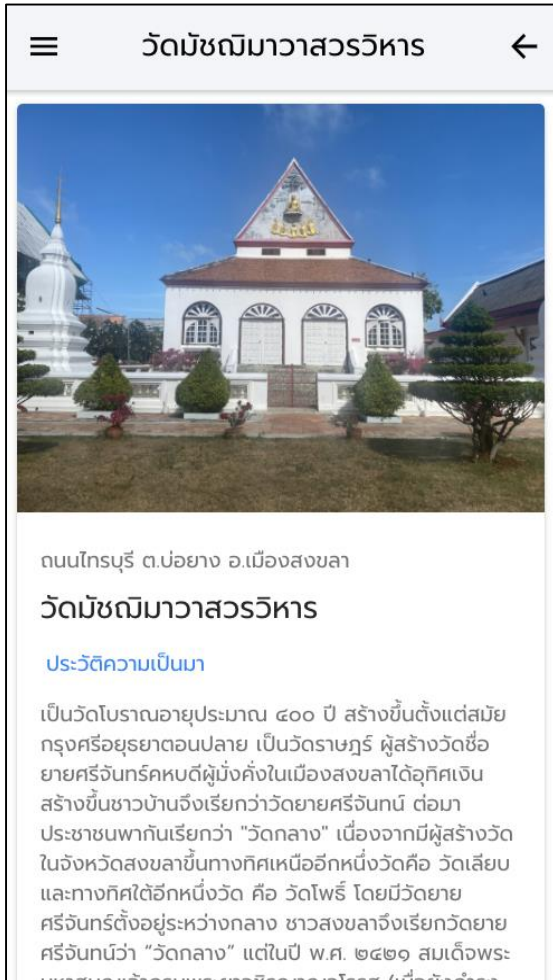 วัดมัชฌิมาวาสวรวิหาร
ถนนไทรบุรี ต.บ่อยาง อ.เมืองสงขลา
วัดมัชฌิมาวาสวรวิหาร
ประวัติความเป็นมา
เป็นวัดโบราณอายุประมาณ ๔๐๐ ปี สร้างขึ้นตั้งแต่สมัย
กรุงศรีอยุธยาตอนปลาย เป็นวัดราษฎร์ ผู้สร้างวัดชื่อ
ยายศรีจันทร์คหบดีผู้มั่งคั่งในเมืองสงขลาได้อุทิศเงิน
สร้างขึ้นชาวบ้านจึงเรียกว่าวัดยายศรีจันทน์ ต่อมา
ประชาชนพากันเรียกว่า "วัดกลาง" เนื่องจากมีผู้สร้างวัด
ในจังหวัดสงขลาขึ้นทางทิศเหนืออีกหนึ่งวัดคือ วัดเลียบ
และทางทิศใต้อีกหนึ่งวัด คือ วัดโพธิ์ โดยมีวัดยาย
ศรีจันทร์ตั้งอยู่ระหว่างกลาง ชาวสงขลาจึงเรียกวัดยาย
ศรีจันทน์ว่า “วัดกลาง” แต่ในปี พ.ศ. ๒๔๒๑ สมเด็จพระ